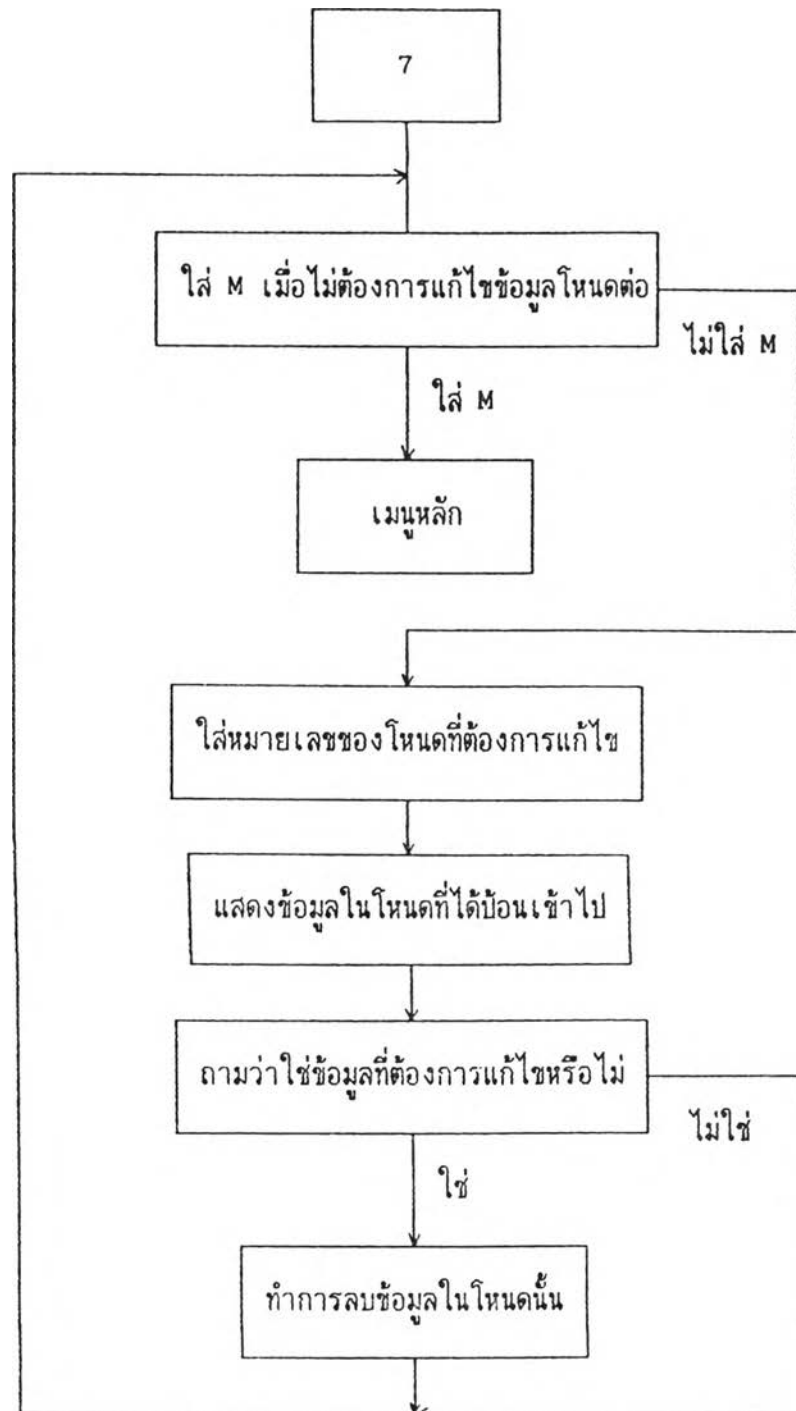 7
ใส่ M เมื่อไม่ต้องการแก้ไขข้อมูลโหนดต่อ
ไม่ใส่ M
ใส่ M
เมนูหลัก
ใส่หมายเลขของโหนดที่ต้องการแก้ไข
แสดงข้อมูลในโหนดที่ได้ป้อนเข้าไป
ถามว่าใช่ข้อมูลที่ต้องการแก้ไขหรือไม่
ไม่ใช่
ใช่
ทำการลบข้อมูลในโหนดนั้น